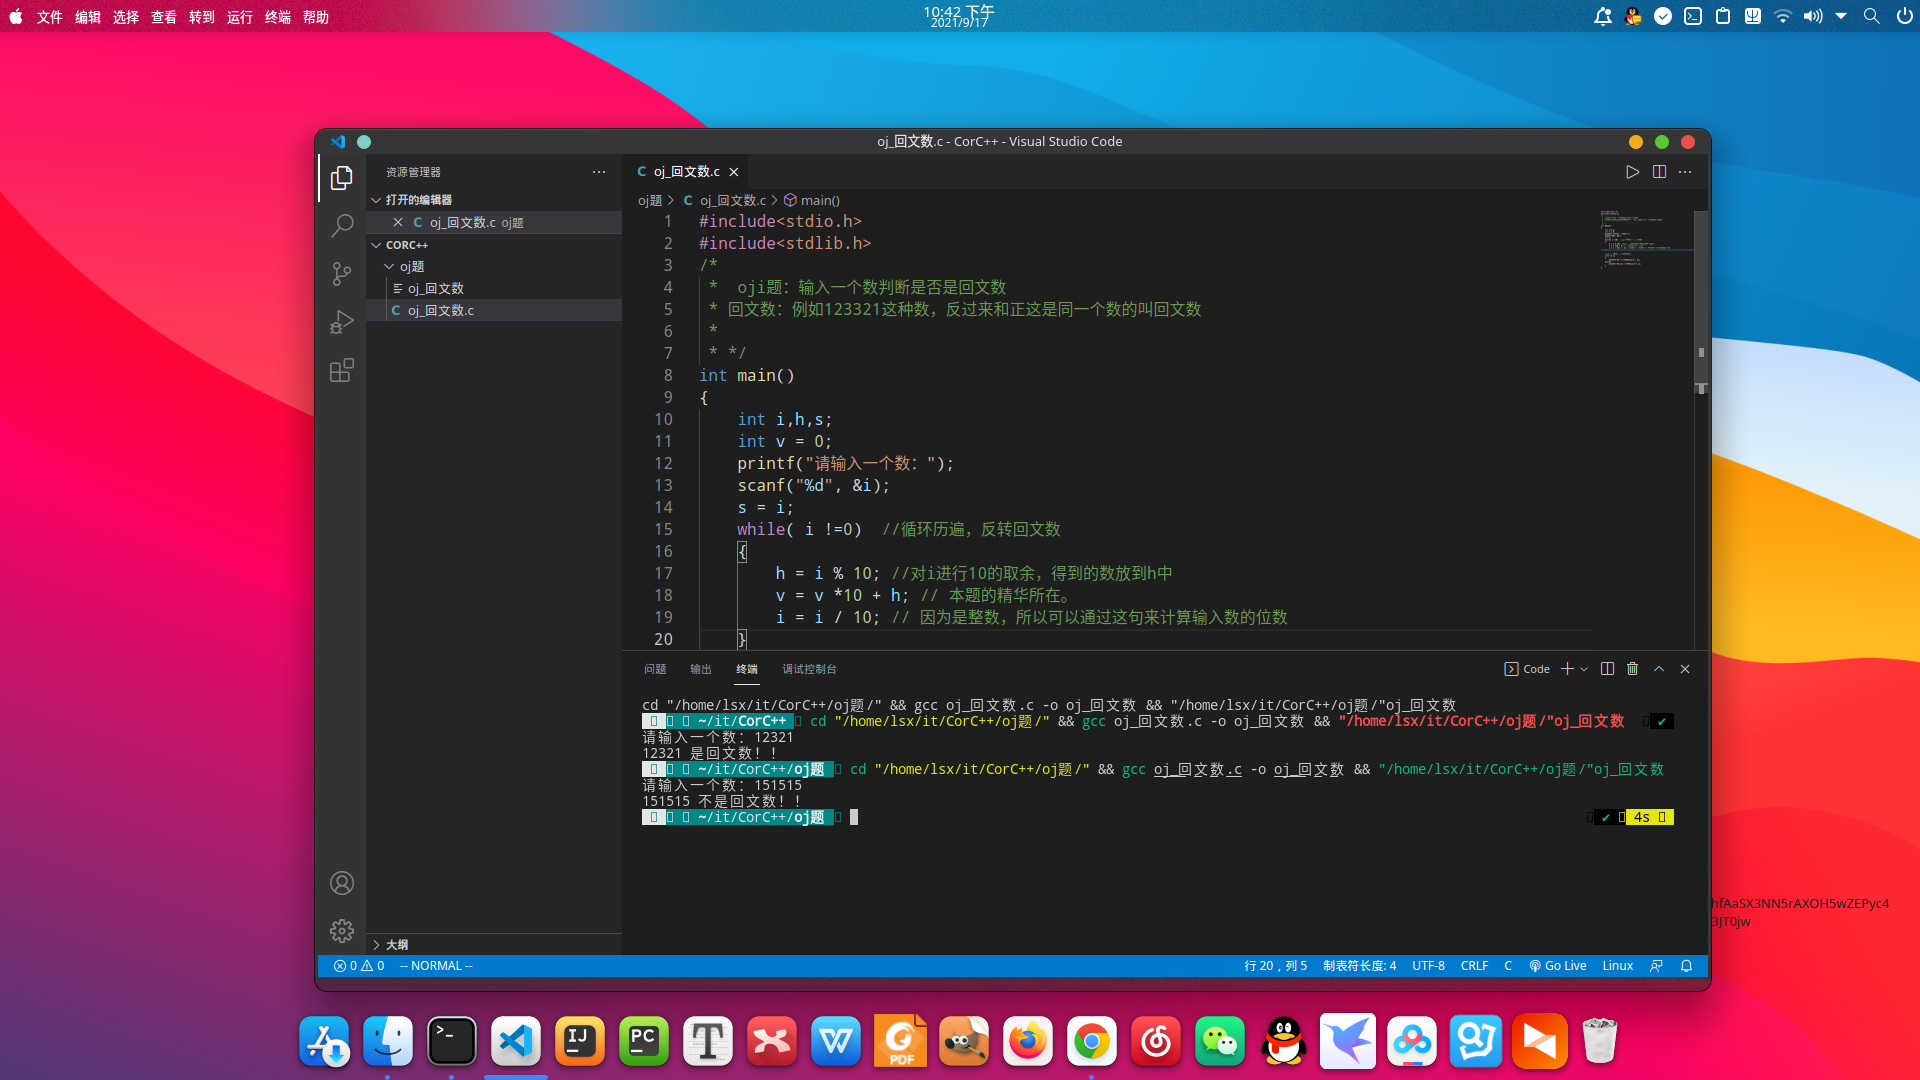 文件 编辑 选择 查看 转到 运行 终端 帮助
10:42 下午
2021/9/17
oj_回文数.c - CorC++ - Visual Studio Code
资源管理器
打开的编辑器
oj_回文数.c oj题
CORC++
oj题
oj_回文数
oj_回文数.c
大纲
oj_回文数.c
oj题 > C oj_回文数.c > main()
1 #include<stdio.h>
2 #include<stdlib.h>
3 /*
4 *  oji题：输入一个数判断是否是回文数
5 * 回文数：例如123321这种数，反过来和正这是同一个数的叫回文数
6 *
7 * */
8 int main()
9 {
10 int i,h,s;
11 int v = 0;
12 printf("请输入一个数：");
13 scanf("%d", &i);
14 s = i;
15 while( i !=0)  //循环历遍，反转回文数
16 {
17 h = i % 10; //对i进行10的取余，得到的数放到h中
18 v = v *10 + h; // 本题的精华所在。
19 i = i / 10; // 因为是整数，所以可以通过这句来计算输入数的位数
20 }
问题 输出 终端 调试控制台
Code
cd "/home/lsx/it/CorC++/oj题/" && gcc oj_回文数.c -o oj_回文数 && "/home/lsx/it/CorC++/oj题/"oj_回文数
~/it/CorC++ cd "/home/lsx/it/CorC++/oj题/" && gcc oj_回文数.c -o oj_回文数 && "/home/lsx/it/CorC++/oj题/"oj_回文数 ✔
请输入一个数：12321
12321 是回文数！！
~/it/CorC++/oj题 cd "/home/lsx/it/CorC++/oj题/" && gcc oj_回文数.c -o oj_回文数 && "/home/lsx/it/CorC++/oj题/"oj_回文数
请输入一个数：151515
151515 不是回文数！！
~/it/CorC++/oj题 ✔ 4s
hfAaSX3NN5rAXOH5wZEPyc4
3JT0jw
0 0 -- NORMAL -- 行 20，列 5 制表符长度: 4 UTF-8 CRLF C Go Live Linux
IJ PC T W PDF